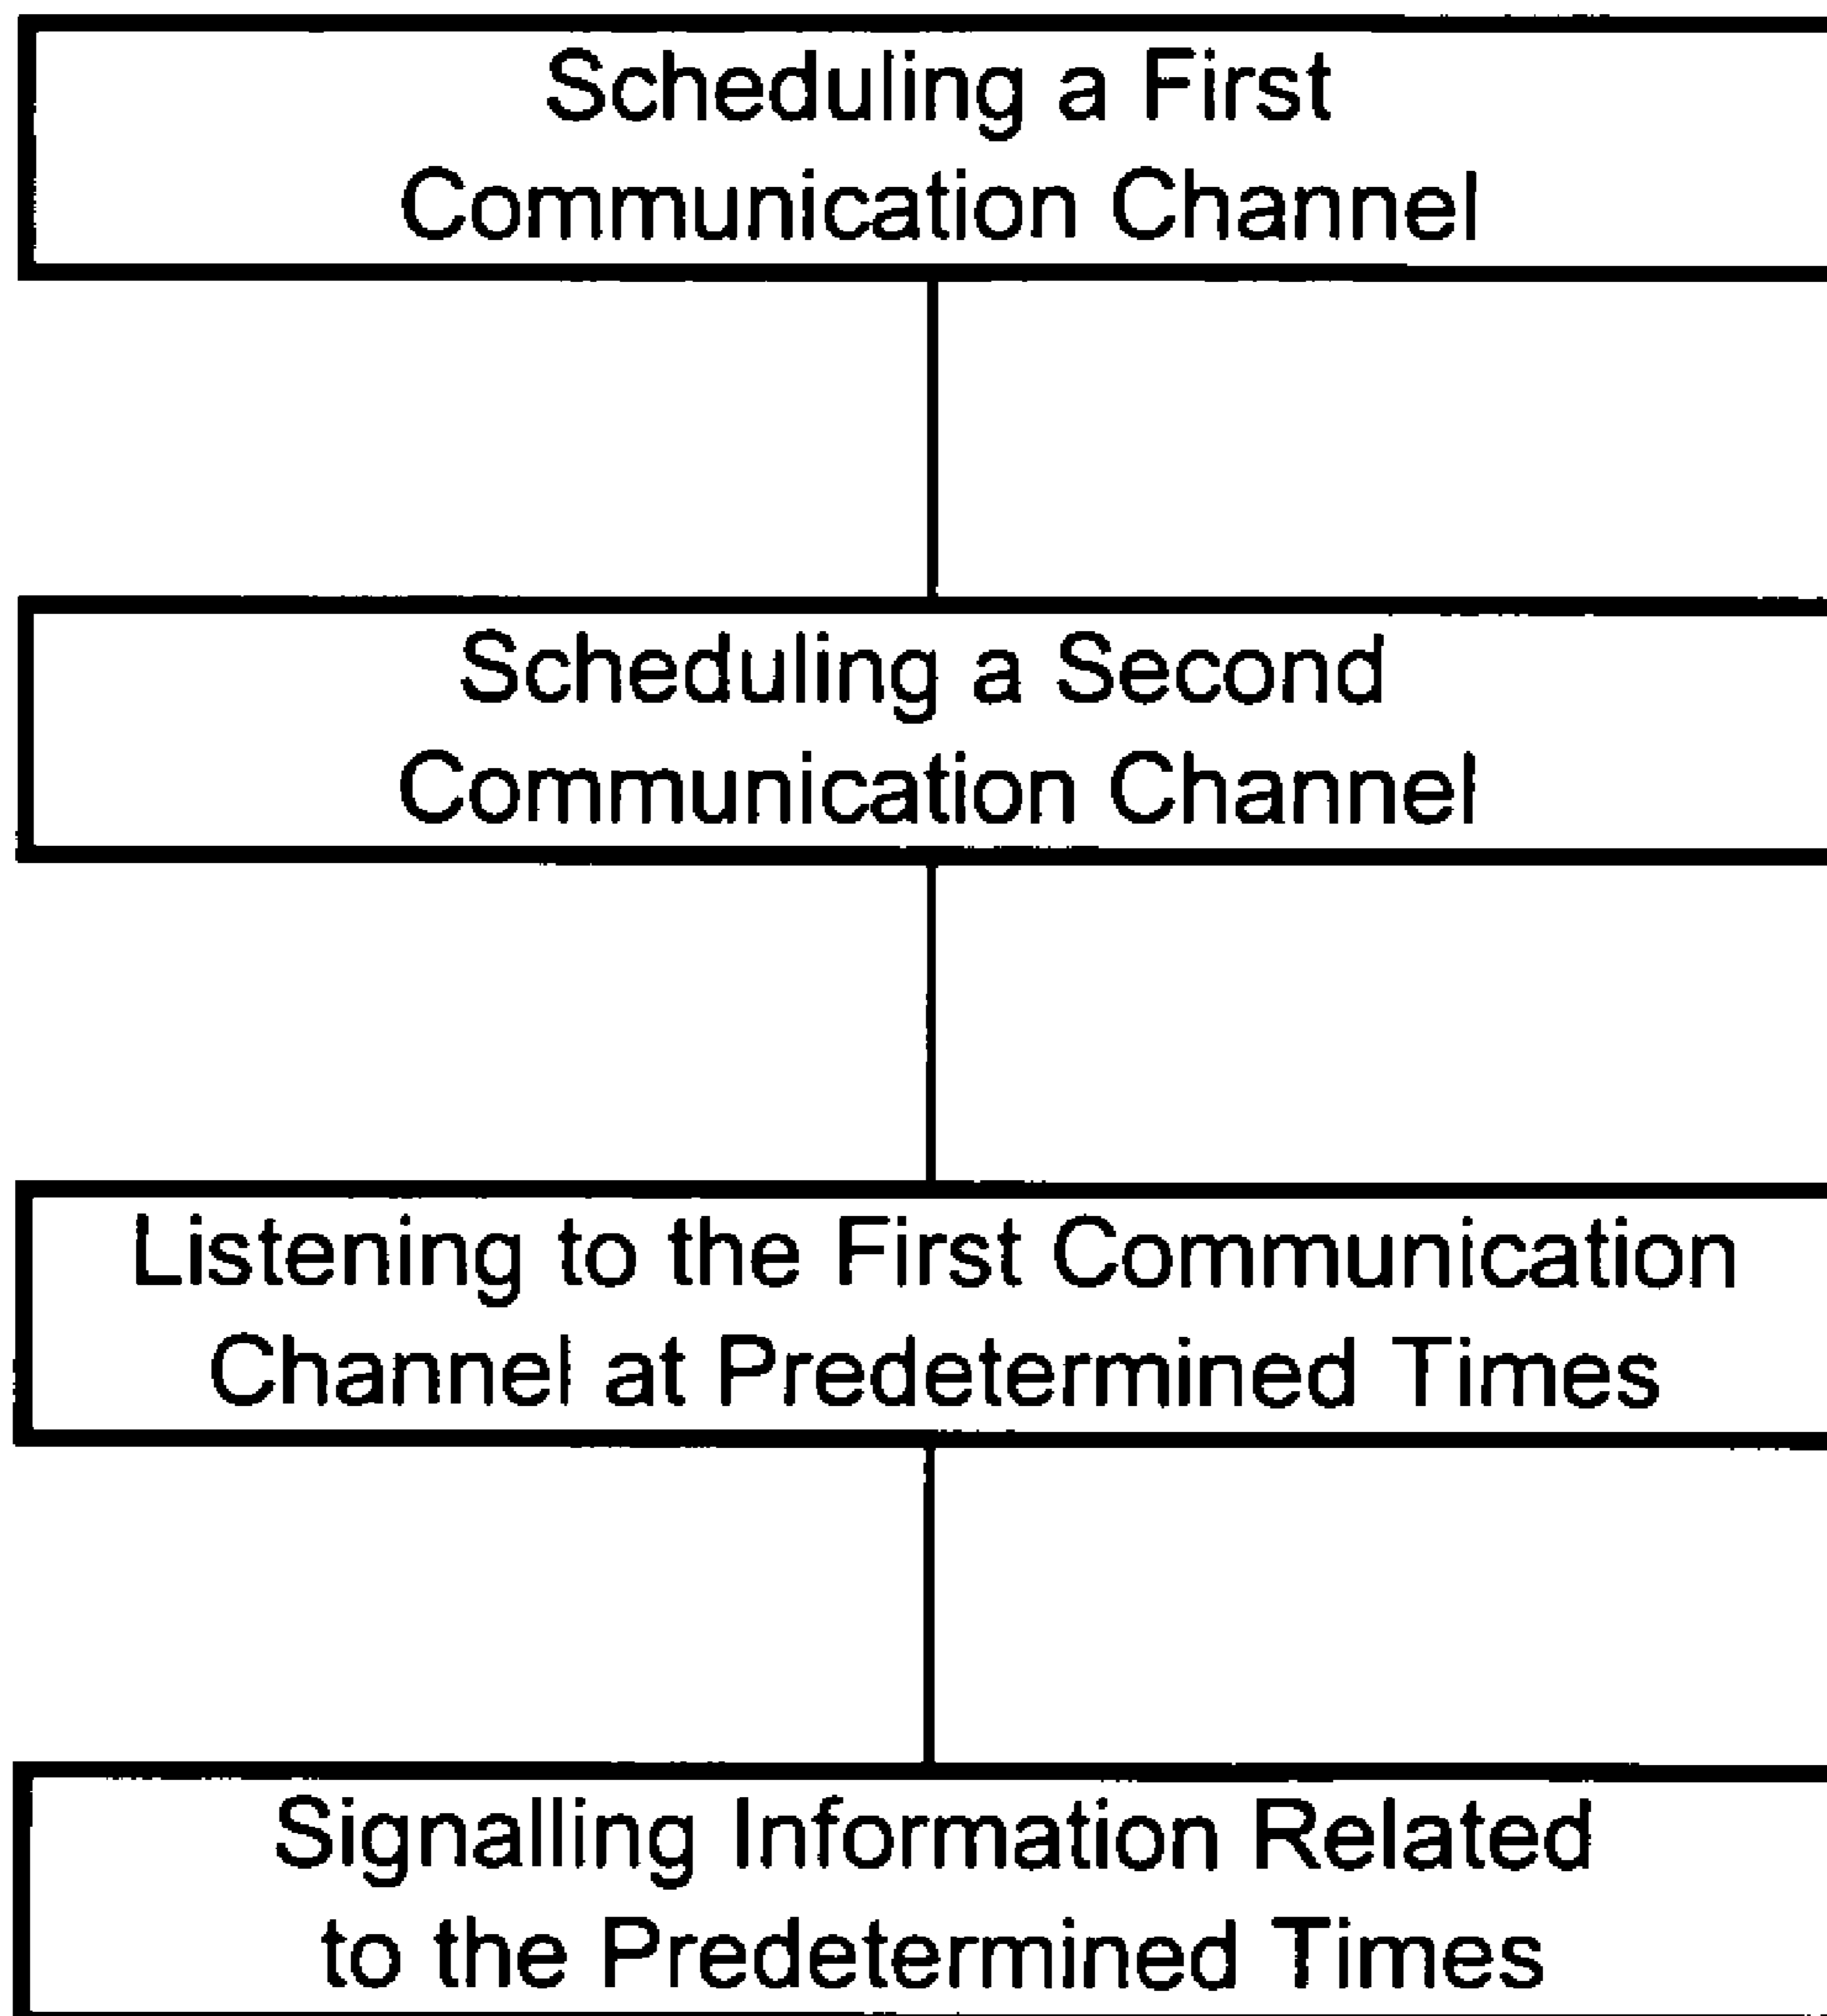 Scheduling a First
Communication Channel
Scheduling a Second
Communication Channel
Listening to the First Communication
Channel at Predetermined Times
Signalling Information Related
to the Predetermined Times